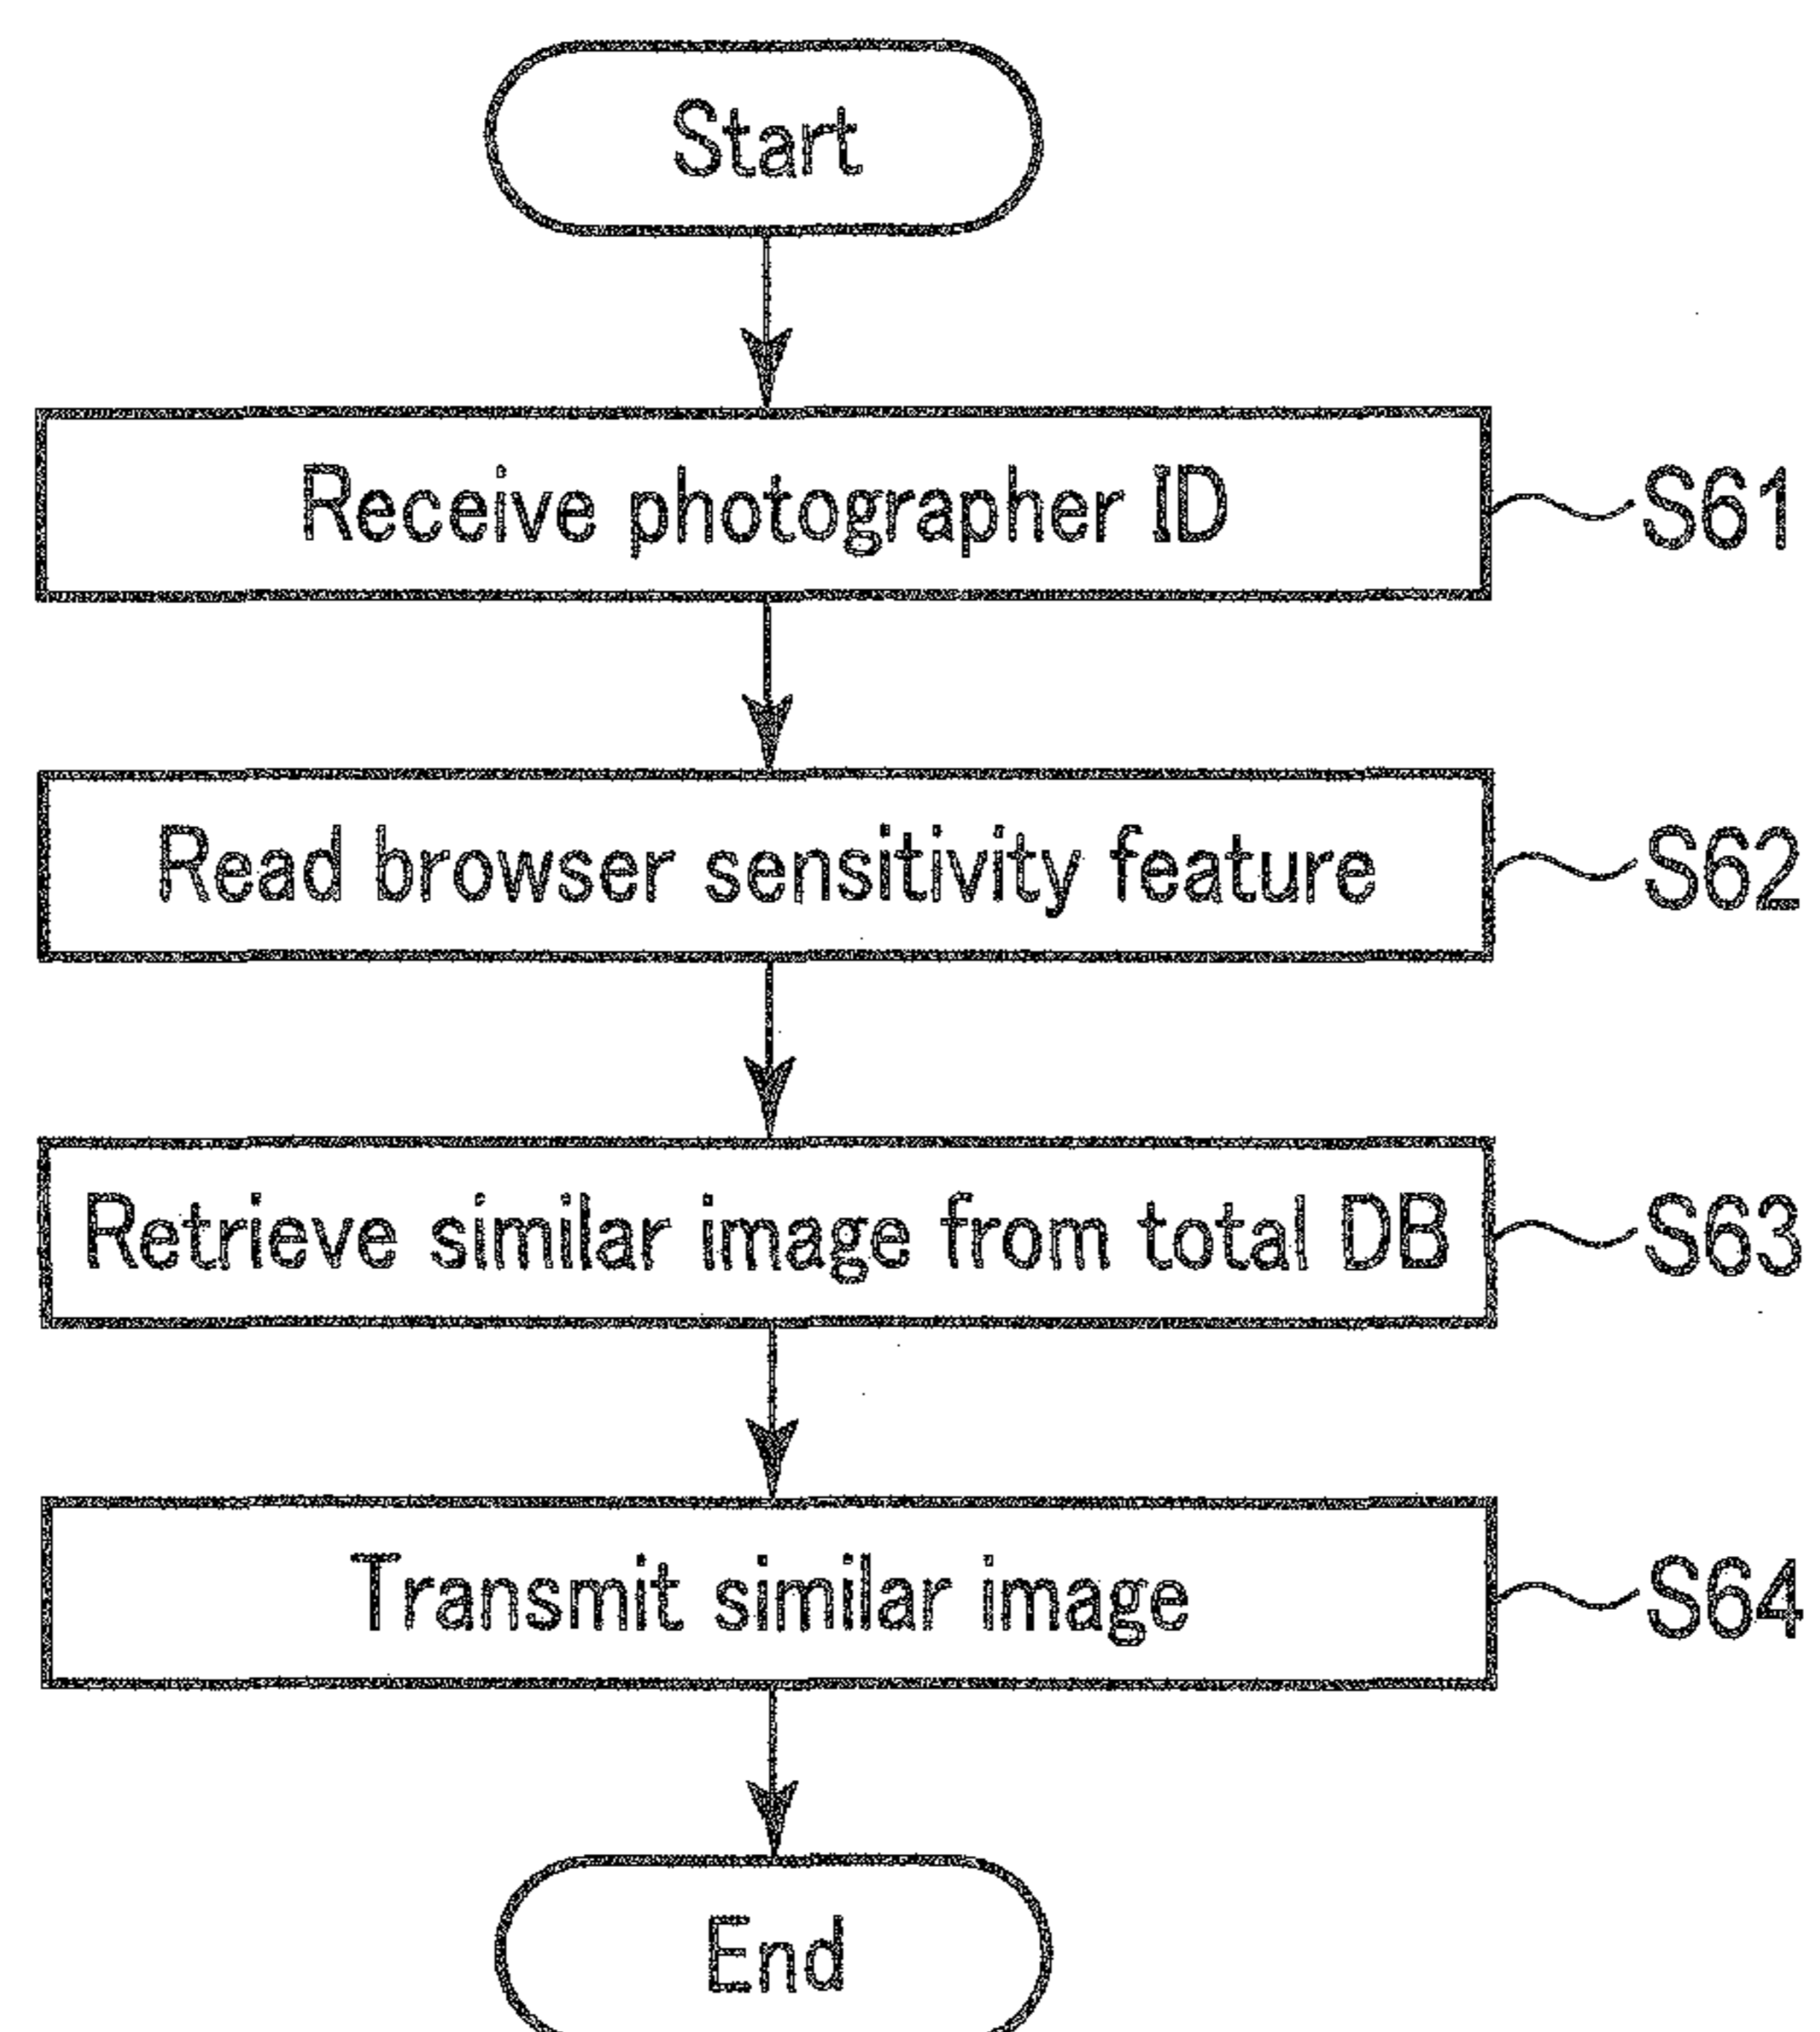 Start
Receive photographer ID
S61
Read browser sensitivity feature
S62
Retrieve similar image from total DB
S63
Transmit similar image
S64
End